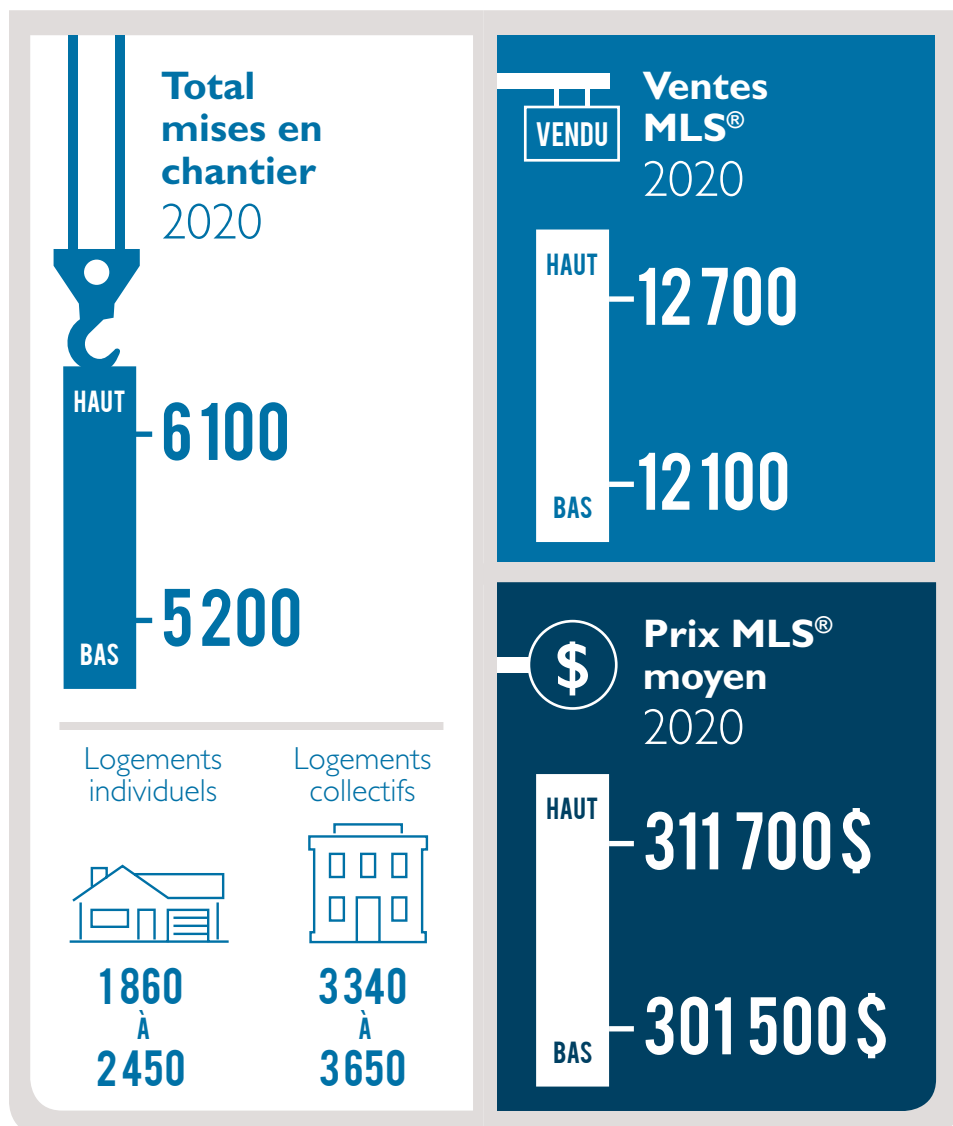 Total
mises en
chantier
2020
HAUT
6 100
5 200
BAS
Logements
individuels
1 860
À
2 450
Logements
collectifs
3 340
À
3 650
VENDU
Ventes
MLS®
2020
HAUT
12 700
12 100
BAS
$
Prix MLS®
moyen
2020
HAUT
311 700 $
301 500 $
BAS